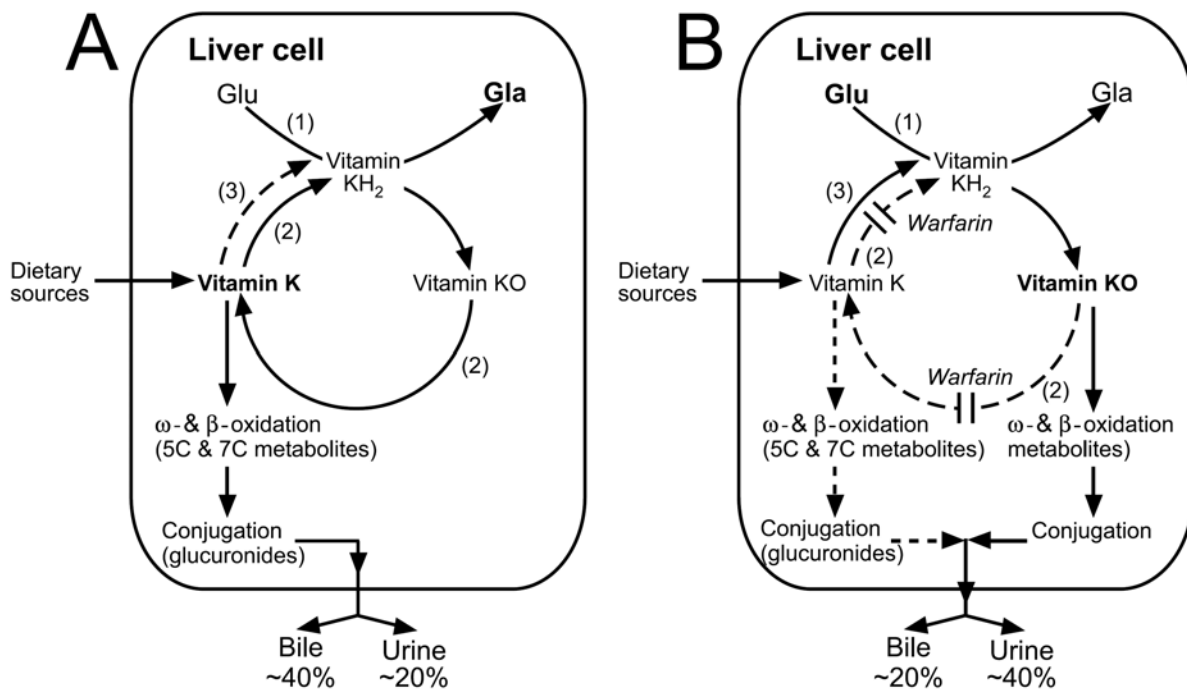 A
Liver cell
Glu
Gla
(1)
Vitamin
KH₂
(3)
(2)
Dietary
sources
Vitamin K
Vitamin KO
(2)
ω-& β-oxidation
(5C & 7C metabolites)
Conjugation
(glucuronides)
Bile
~40%
Urine
~20%
B
Liver cell
Glu
Gla
(1)
Vitamin
KH₂
(3)
Warfarin
(2)
Dietary
sources
Vitamin K
Vitamin KO
Warfarin
(2)
ω-& β-oxidation
(5C & 7C metabolites)
ω-& β-oxidation
metabolites)
Conjugation
(glucuronides)
Conjugation
Bile
~20%
Urine
~40%